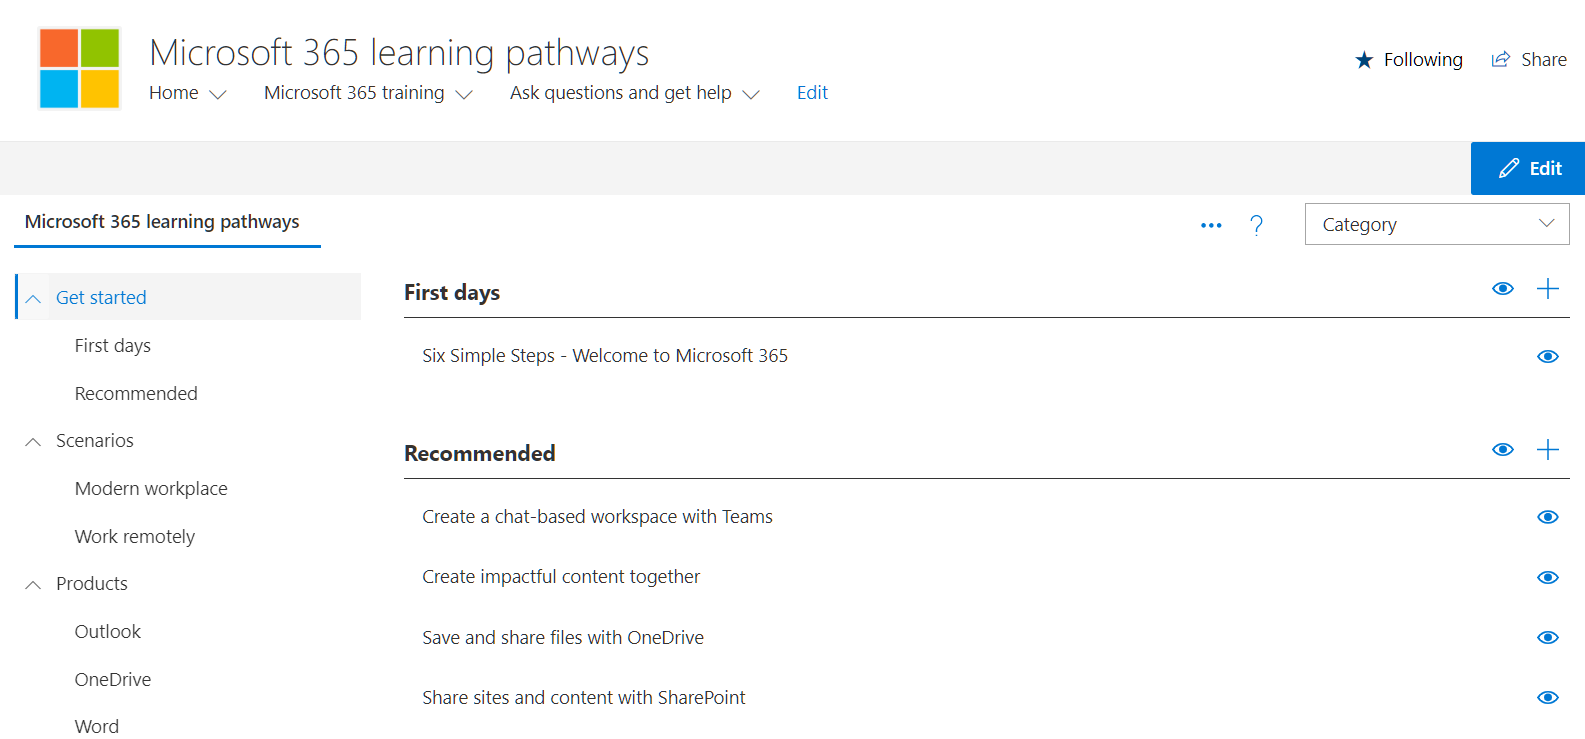 Microsoft 365 learning pathways
Home
Microsoft 365 training
Ask questions and get help
Edit
Following
Share
Edit
Microsoft 365 learning pathways
?
Category
Get started
First days
Recommended
Scenarios
Modern workplace
Work remotely
Products
Outlook
OneDrive
Word
First days
Six Simple Steps - Welcome to Microsoft 365
Recommended
Create a chat-based workspace with Teams
Create impactful content together
Save and share files with OneDrive
Share sites and content with SharePoint